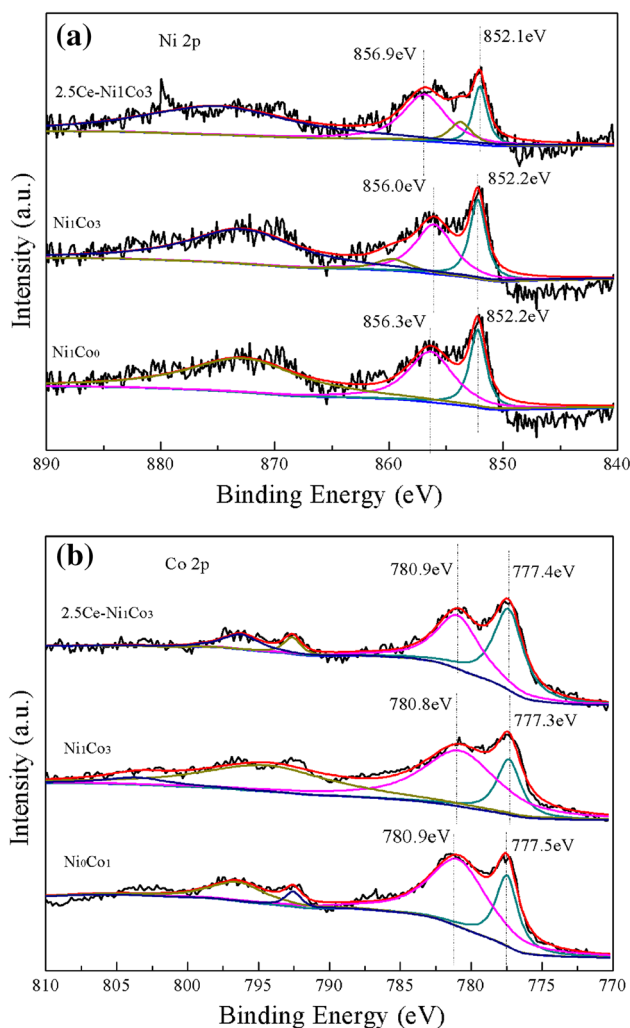 (a)
Ni 2p
856.9eV
852.1eV
2.5Ce-Ni1Co3
856.0eV
852.2eV
Ni1Co3
856.3eV
852.2eV
Ni1Co0
Intensity (a.u.)
890 880 870 860 850 840
Binding Energy (eV)
(b)
Co 2p
780.9eV
777.4eV
2.5Ce-Ni1Co3
780.8eV
777.3eV
Ni1Co3
780.9eV
777.5eV
Ni0Co1
Intensity (a.u.)
810 805 800 795 790 785 780 775 770
Binding Energy (eV)